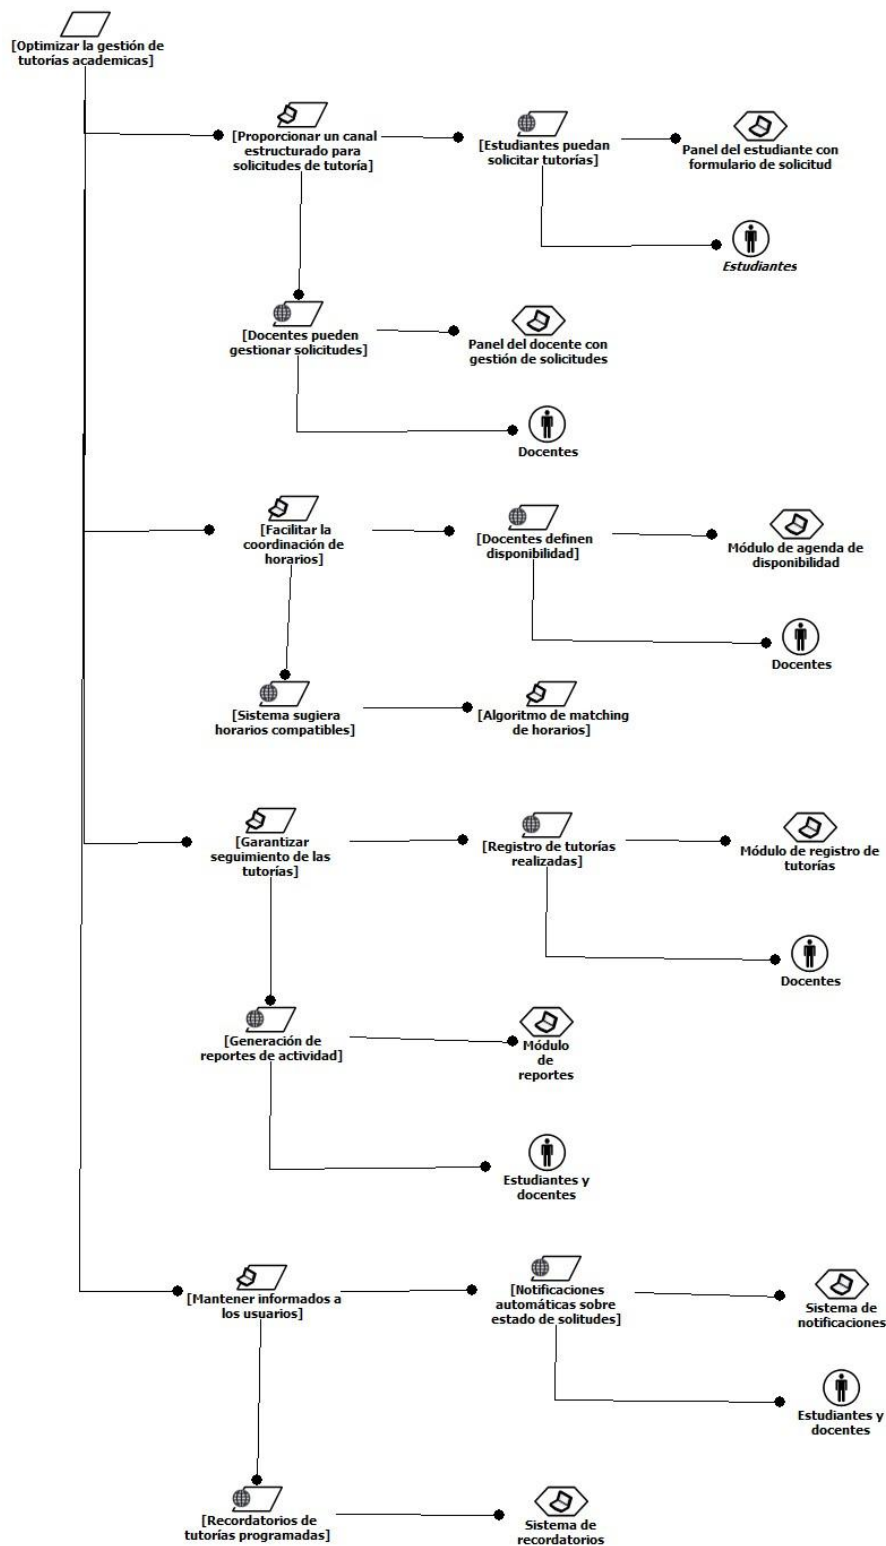 [Optimizar la gestión de
tutorías academicas]
[Proporcionar un canal
estructurado para
solicitudes de tutoría]
[Estudiantes puedan
solicitar tutorías]
Panel del estudiante con
formulario de solicitud
Estudiantes
[Docentes pueden
gestionar solicitudes]
Panel del docente con
gestión de solicitudes
Docentes
[Facilitar la
coordinación de
horarios]
[Docentes definen
disponibilidad]
Módulo de agenda de
disponibilidad
Docentes
[Sistema sugiera
horarios compatibles]
[Algoritmo de matching
de horarios]
[Garantizar
seguimiento de las
tutorías]
[Registro de tutorías
realizadas]
Módulo de registro de
tutorías
Docentes
[Generación de
reportes de actividad]
Módulo
de
reportes
Estudiantes y
docentes
[Mantener informados a
los usuarios]
[Notificaciones
automáticas sobre
estado de solitudes]
Sistema de
notificaciones
Estudiantes y
docentes
[Recordatorios de
tutorías programadas]
Sistema de
recordatorios